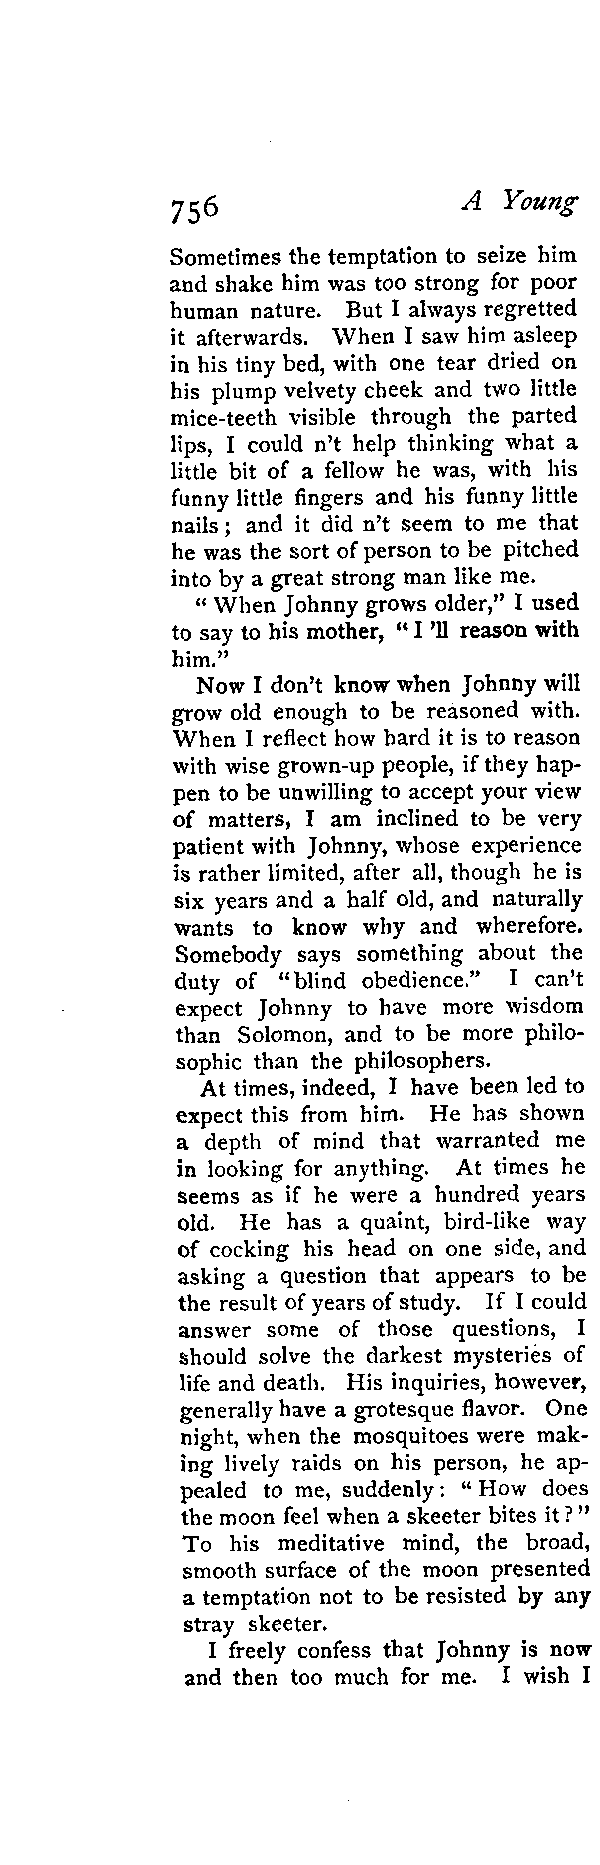 756 A Young
Sometimes the temptation to seize him
and shake him was too strong for poor
human nature. But I always regretted
it afterwards. When I saw him asleep
in his tiny bed, with one tear dried on
his plump velvety cheek and two little
mice-teeth visible through the parted
lips, I could n't help thinking what a
little bit of a fellow he was, with his
funny little fingers and his funny little
nails; and it did n't seem to me that
he was the sort of person to be pitched
into by a great strong man like me.
"When Johnny grows older," I used
to say to his mother, "I 'll reason with
him."
Now I don't know when Johnny will
grow old enough to be reasoned with.
When I reflect how hard it is to reason
with wise grown-up people, if they hap-
pen to be unwilling to accept your view
of matters, I am inclined to be very
patient with Johnny, whose experience
is rather limited, after all, though he is
six years and a half old, and naturally
wants to know why and wherefore.
Somebody says something about the
duty of "blind obedience." I can't
expect Johnny to have more wisdom
than Solomon, and to be more philo-
sophic than the philosophers.
At times, indeed, I have been led to
expect this from him. He has shown
a depth of mind that warranted me
in looking for anything. At times he
seems as if he were a hundred years
old. He has a quaint, bird-like way
of cocking his head on one side, and
asking a question that appears to be
the result of years of study. If I could
answer some of those questions, I
should solve the darkest mysteries of
life and death. His inquiries, however,
generally have a grotesque flavor. One
night, when the mosquitoes were mak-
ing lively raids on his person, he ap-
pealed to me, suddenly: "How does
the moon feel when a skeeter bites it?"
To his meditative mind, the broad,
smooth surface of the moon presented
a temptation not to be resisted by any
stray skeeter.
I freely confess that Johnny is now
and then too much for me. I wish I